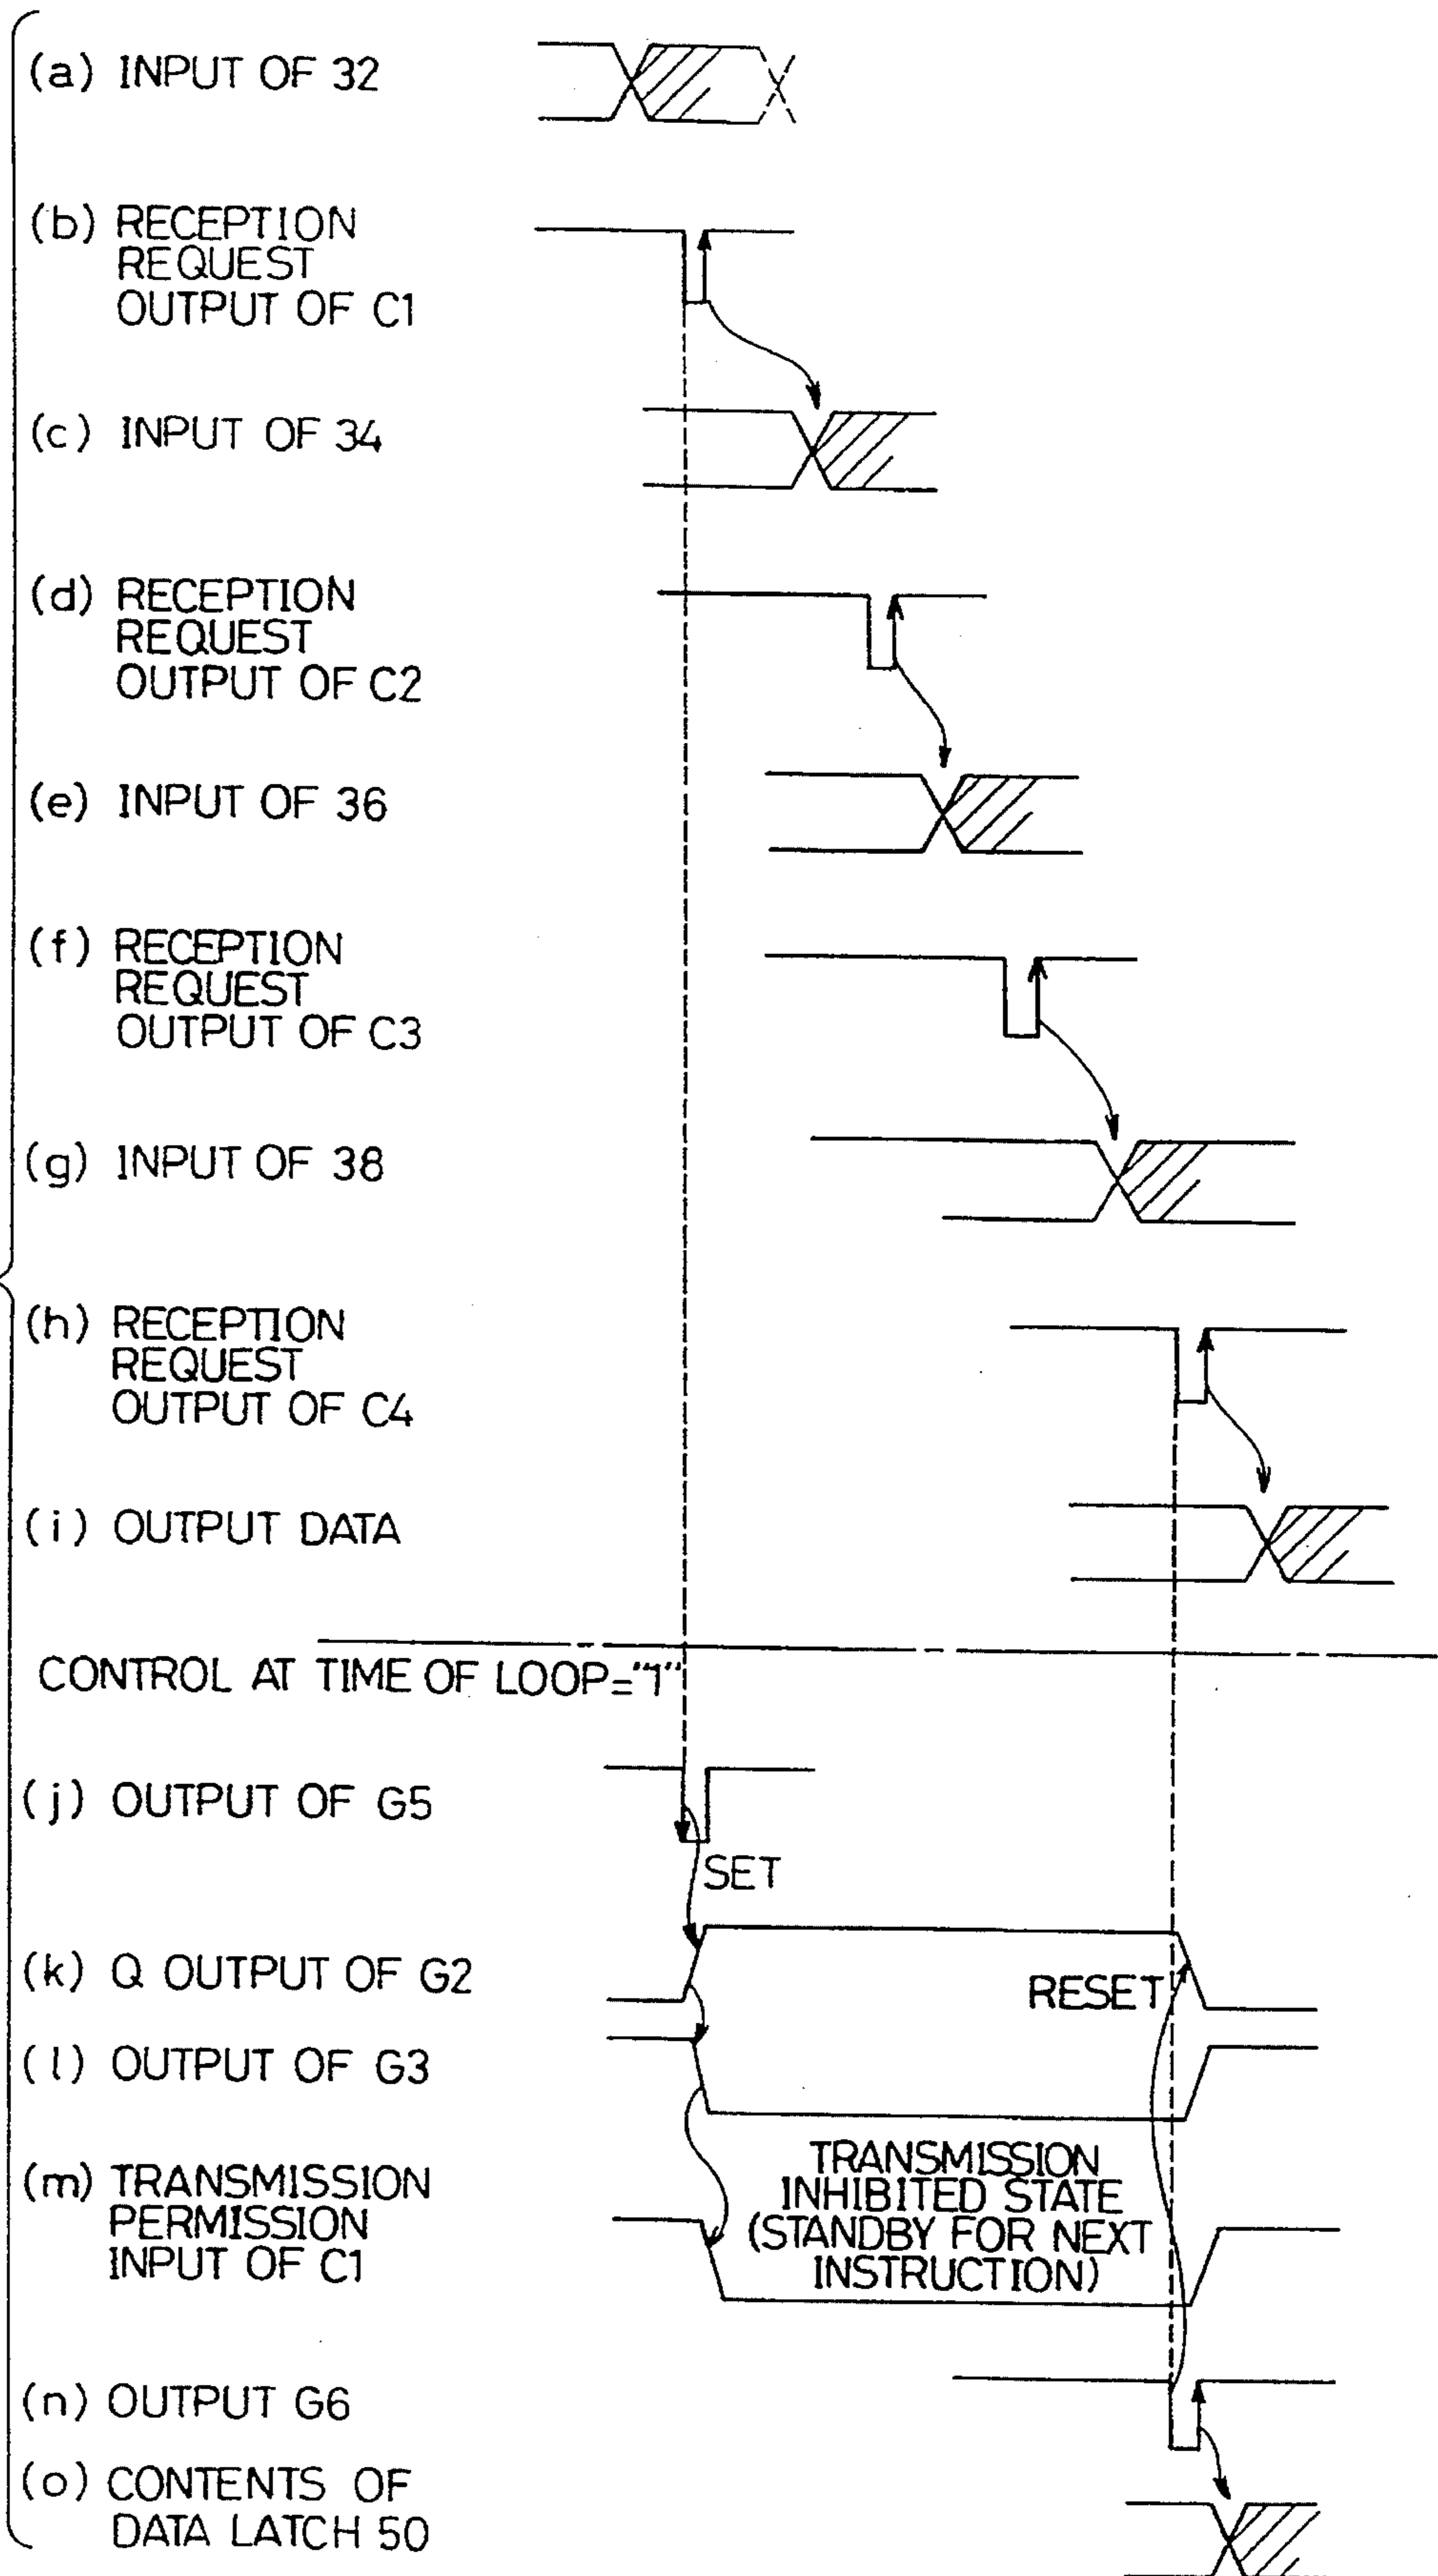 (a) INPUT OF 32
(b) RECEPTION
REQUEST
OUTPUT OF C1
(c) INPUT OF 34
(d) RECEPTION
REQUEST
OUTPUT OF C2
(e) INPUT OF 36
(f) RECEPTION
REQUEST
OUTPUT OF C3
(g) INPUT OF 38
(h) RECEPTION
REQUEST
OUTPUT OF C4
(i) OUTPUT DATA
CONTROL AT TIME OF LOOP="1"
(j) OUTPUT OF G5
SET
(k) Q OUTPUT OF G2
RESET
(l) OUTPUT OF G3
(m) TRANSMISSION
PERMISSION
INPUT OF C1
TRANSMISSION
INHIBITED STATE
(STANDBY FOR NEXT
INSTRUCTION)
(n) OUTPUT G6
(o) CONTENTS OF
DATA LATCH 50